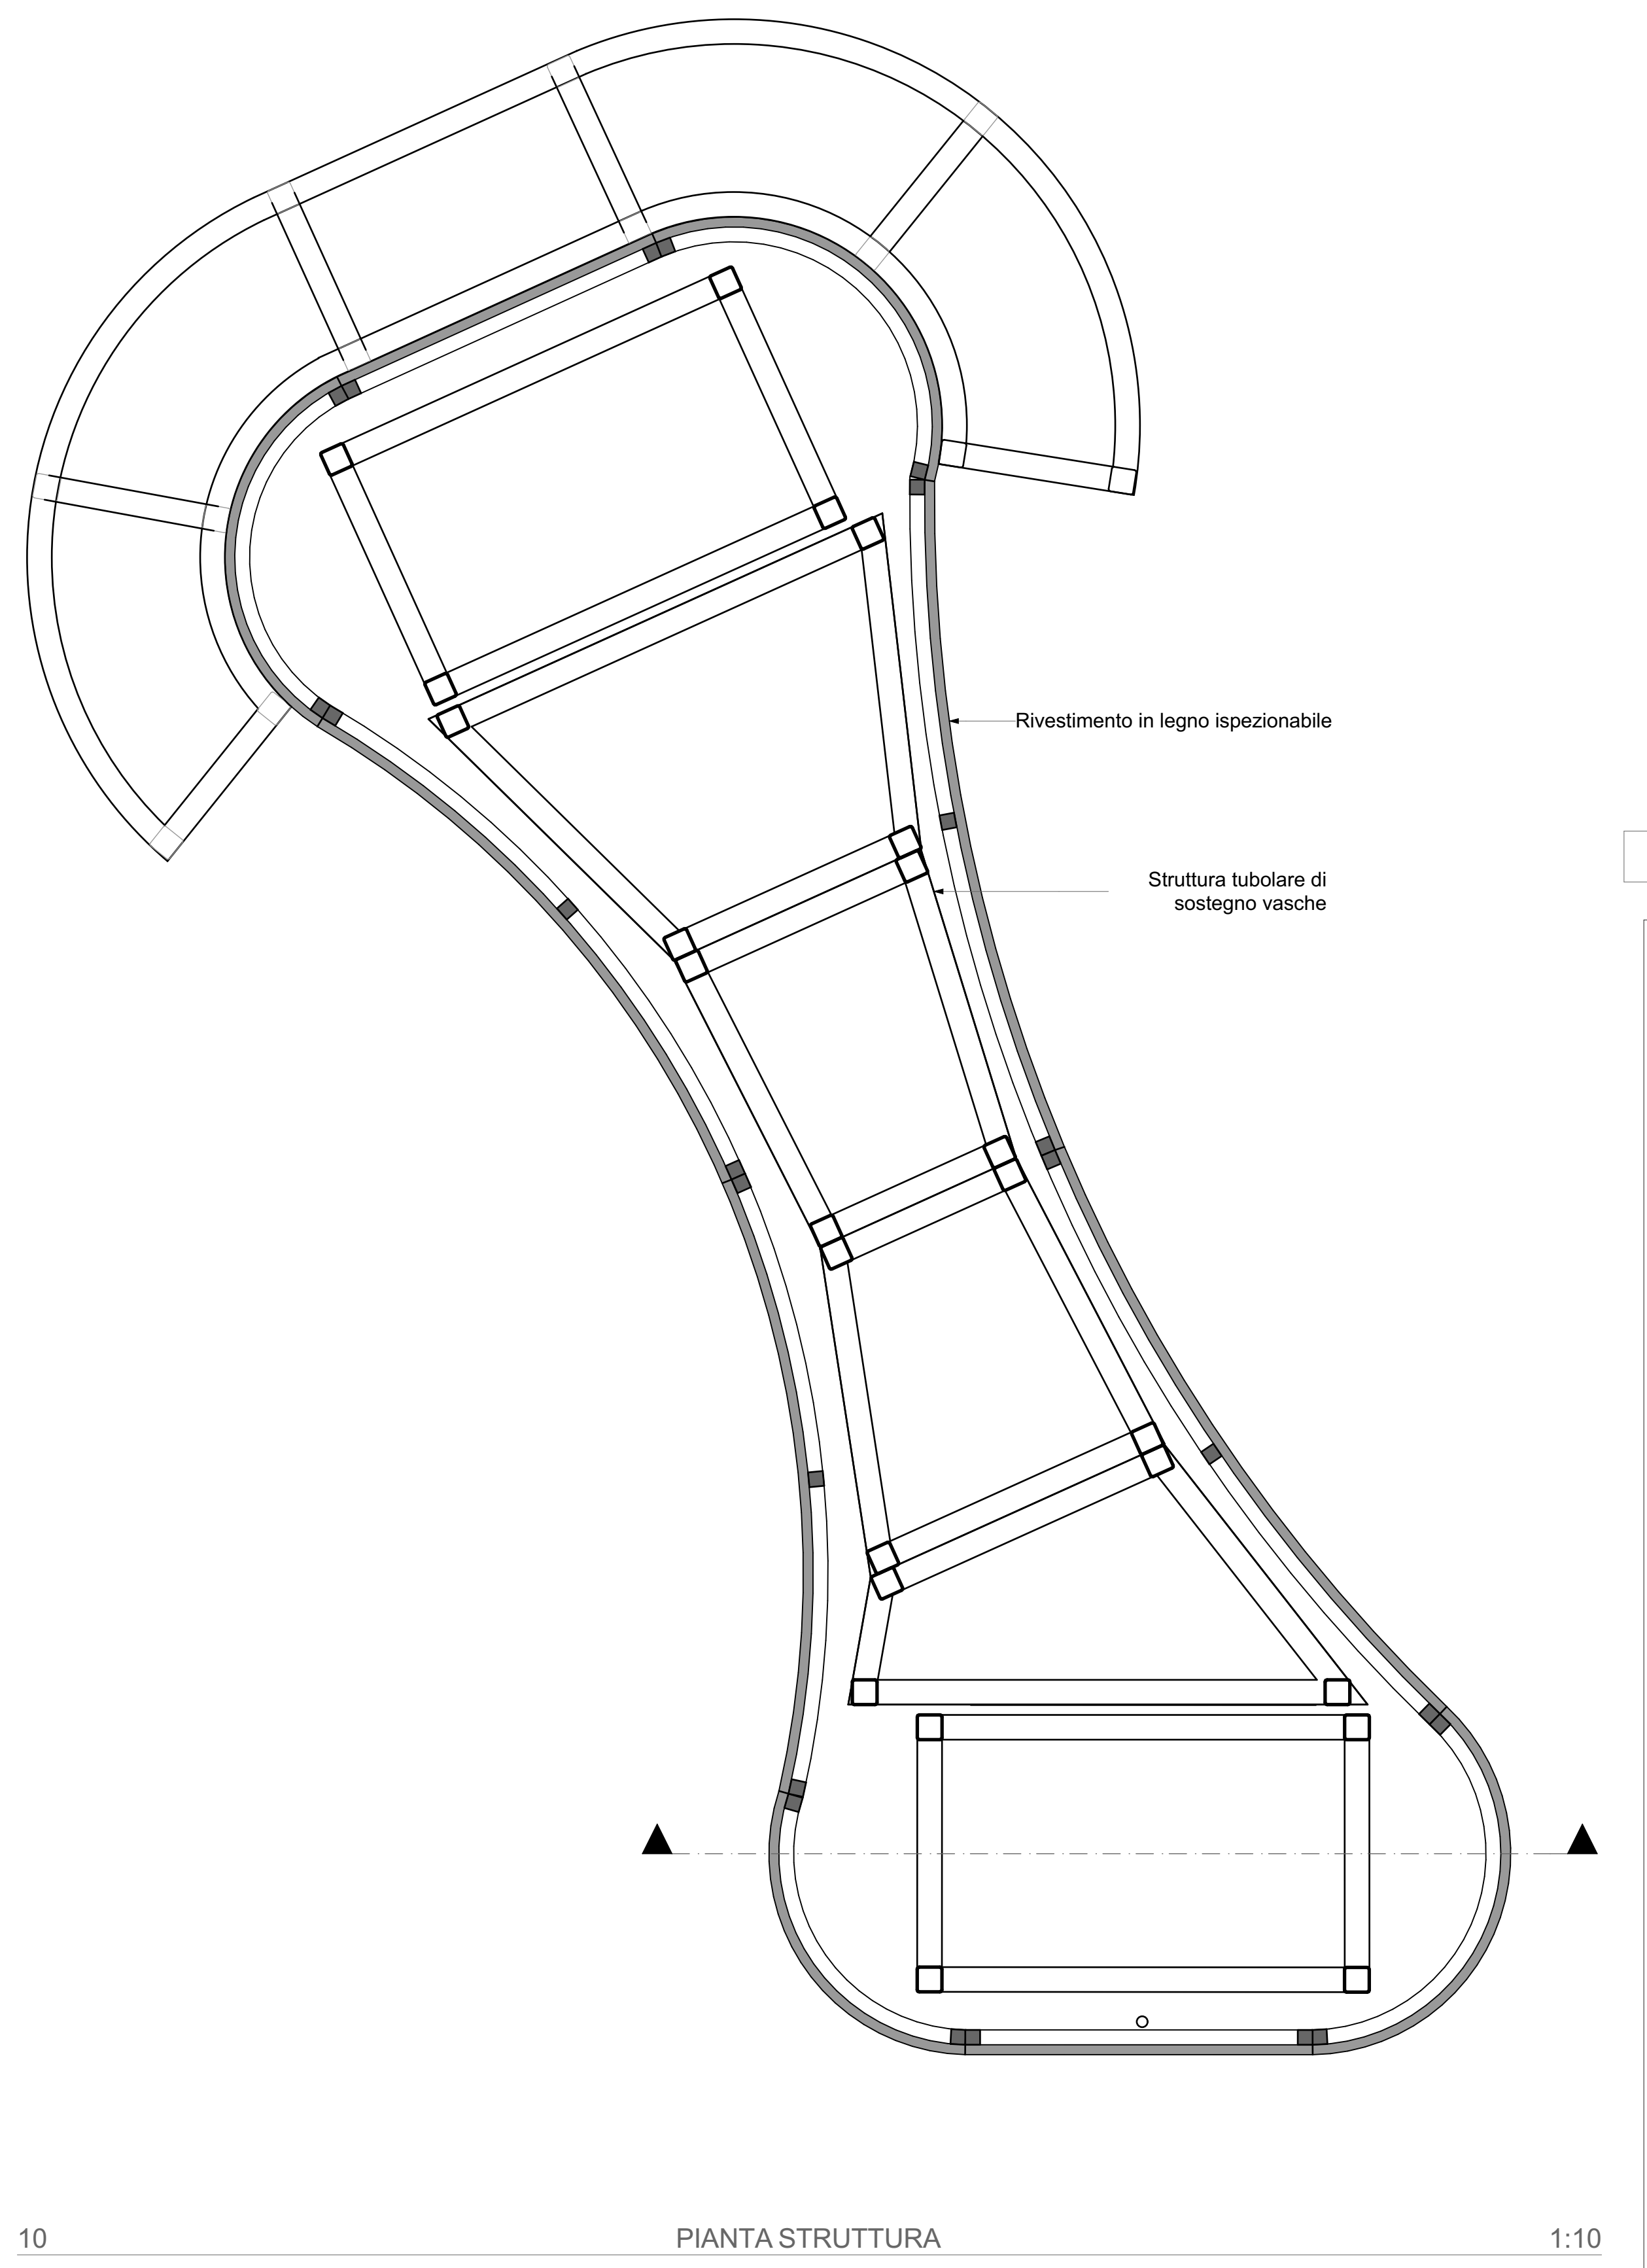 Rivestimento in legno ispezionabile
Struttura tubolare di
sostegno vasche
10
PIANTA STRUTTURA
1:10